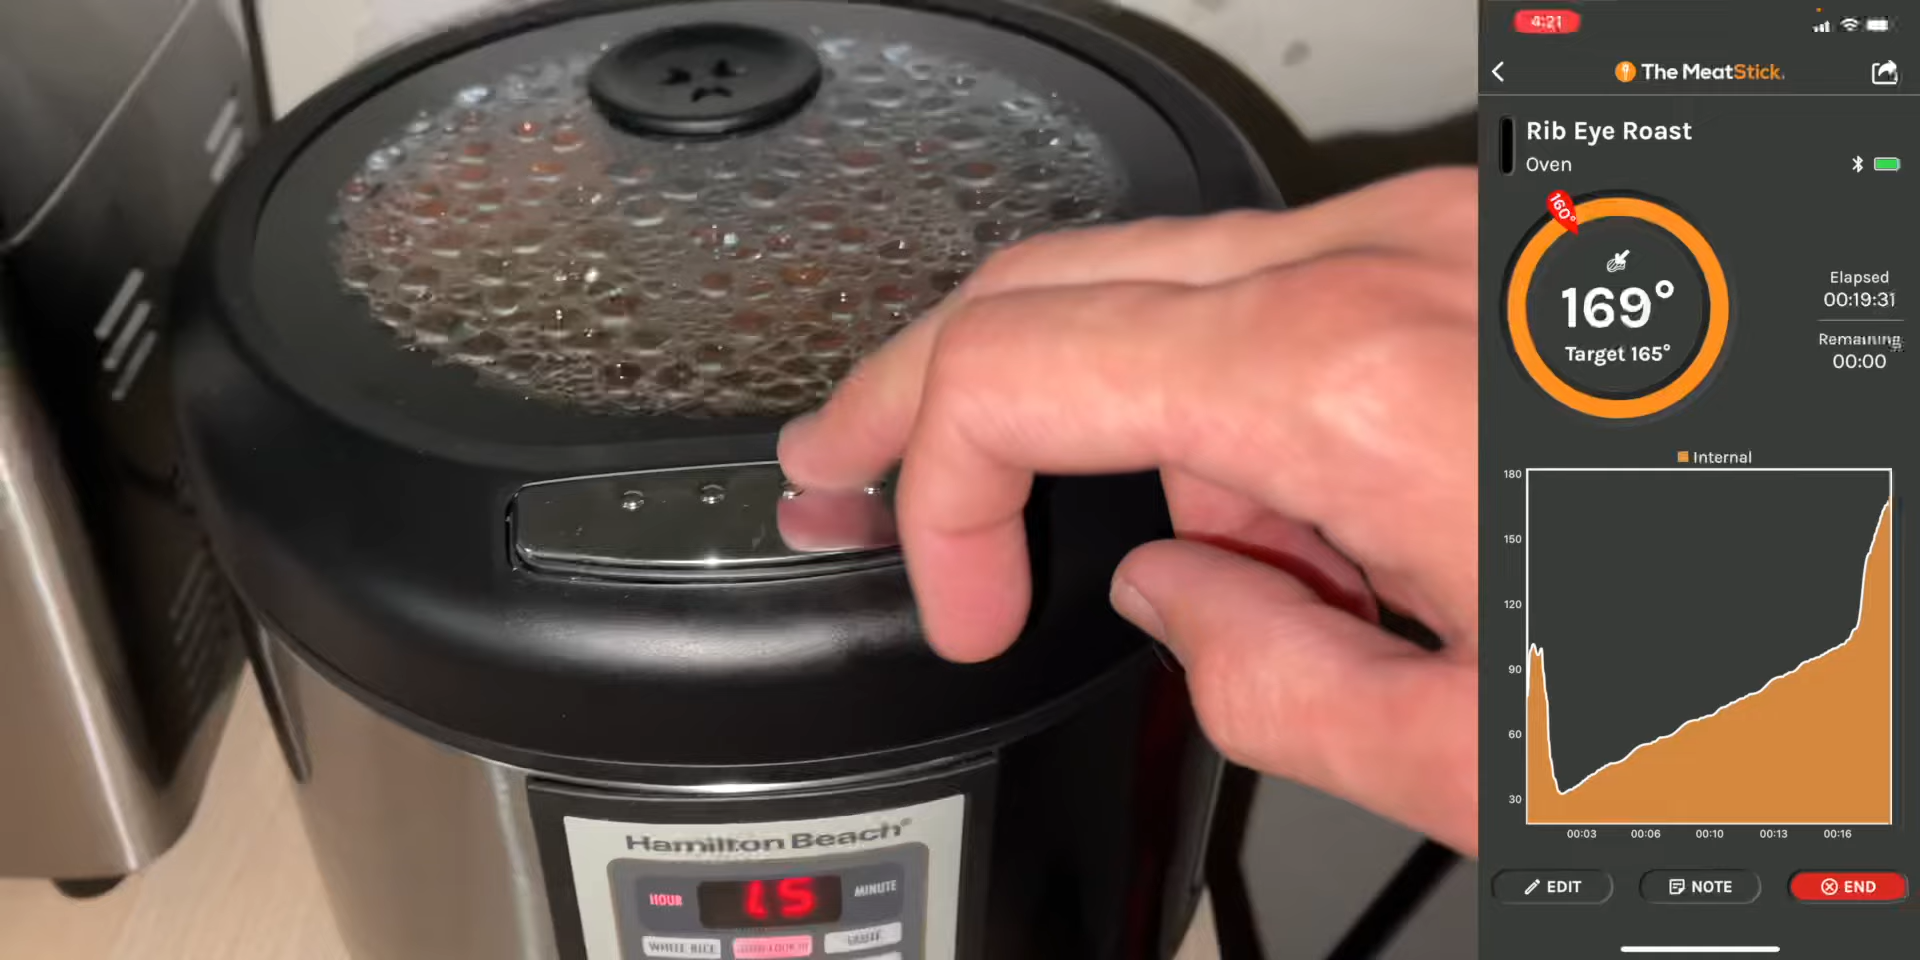 Hamilton Beach®
HOUR
1.5
MINUTE
WHITE RICE
4:21
The MeatStick
Rib Eye Roast
Oven
160°
169°
Target 165°
Elapsed
00:19:31
Remaining
00:00
Internal
180
150
120
90
60
30
00:03
00:06
00:10
00:13
00:16
EDIT
NOTE
END